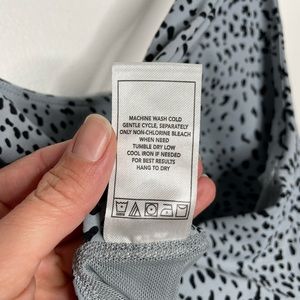 MACHINE WASH COLD
GENTLE CYCLE, SEPARATELY
ONLY NON-CHLORINE BLEACH
WHEN NEED
TUMBLE DRY LOW
COOL IRON IF NEEDED
FOR BEST RESULTS
HANG TO DRY